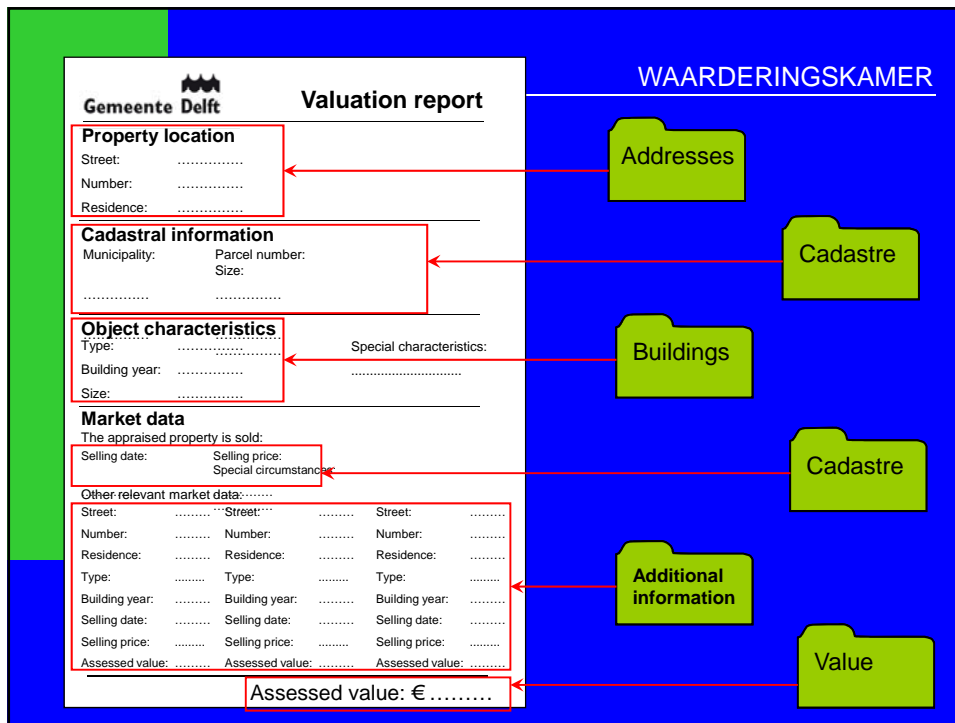 WAARDERINGSKAMER
Gemeente Delft
Valuation report
Property location
Street: ……………
Number: ……………
Residence: ……………
Addresses
Cadastral information
Municipality: Parcel number:
Size:
…………… ……………
Cadastre
Object characteristics
…………… ……………
Type: …………… ……………
Special characteristics:
Building year: …………… ..............................
Size: ……………
Buildings
Market data
The appraised property is sold:
Selling date: Selling price:
Special circumstances:
Cadastre
Other relevant market data:
Street: ……… Street: ……… Street: ………
Number: ……… Number: ……… Number: ………
Residence: ……… Residence: ……… Residence: ………
Type: ......... Type: ......... Type: .........
Building year: ……… Building year: ……… Building year: ………
Selling date: ……… Selling date: ……… Selling date: ………
Selling price: ......... Selling price: ......... Selling price: .........
Assessed value: ……… Assessed value: ……… Assessed value: ………
Additional
information
Assessed value: € ………
Value